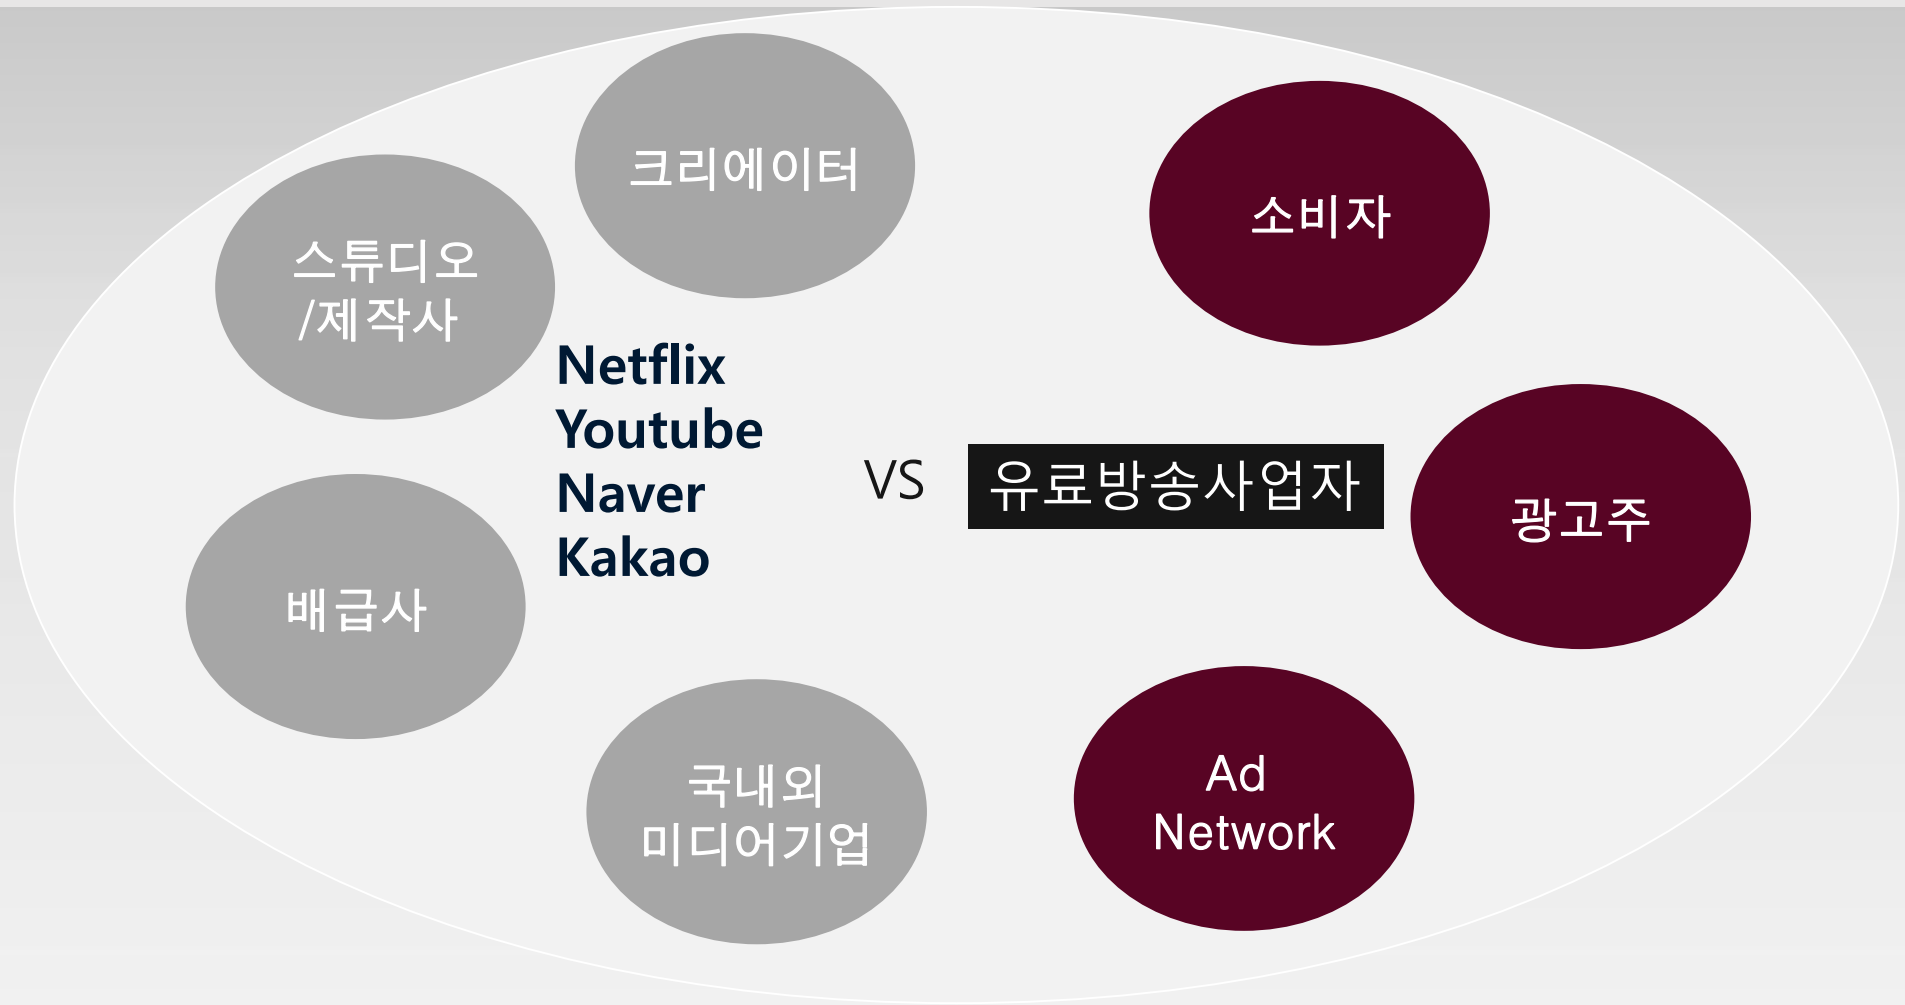 크리에이터
소비자
스튜디오
/제작사
Netflix
Youtube
Naver
Kakao
VS
유료방송사업자
광고주
배급사
국내외
미디어기업
Ad
Network